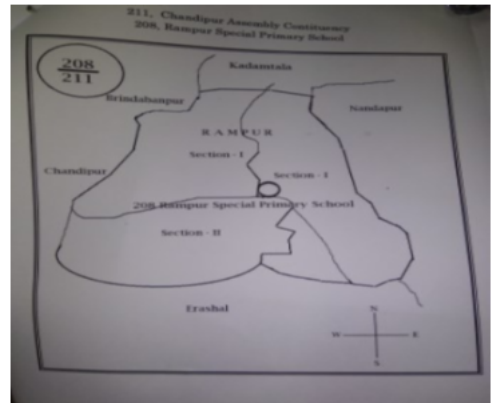 211, Chandipur Assembly Contituency
208, Rampur Special Primary School
208
211
Kadamtala
Brindabanpur
Nandapur
RAMPUR
Section - I
Chandipur
Section - I
208 Rampur Special Primary School
Section - II
Erashal
N
W E
S